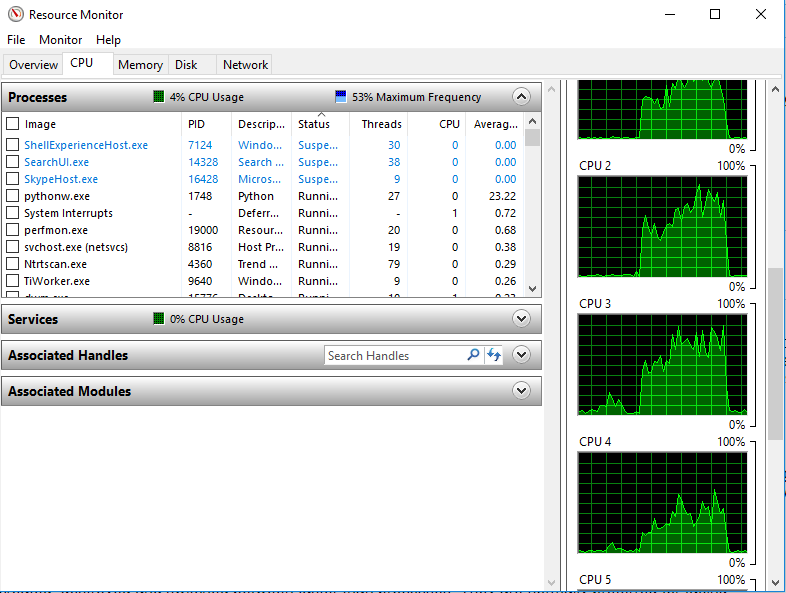 Resource Monitor
File Monitor Help
Overview CPU Memory Disk Network
Processes 4% CPU Usage 53% Maximum Frequency
Image PID Descrip... Status Threads CPU Averag...
ShellExperienceHost.exe 7124 Windo... Suspe... 30 0 0.00
SearchUI.exe 14328 Search ... Suspe... 38 0 0.00
SkypeHost.exe 16428 Micros... Suspe... 9 0 0.00
pythonw.exe 1748 Python Runni... 27 0 23.22
System Interrupts - Deferr... Runni... - 1 0.72
perfmon.exe 19000 Resour... Runni... 20 0 0.68
svchost.exe (netsvcs) 8816 Host Pr... Runni... 19 0 0.38
Ntrtscan.exe 4360 Trend ... Runni... 79 0 0.29
TiWorker.exe 9640 Windo... Runni... 9 0 0.26
Services 0% CPU Usage
Associated Handles Search Handles
Associated Modules
0%
CPU 2 100%
0%
CPU 3 100%
0%
CPU 4 100%
0%
CPU 5 100%